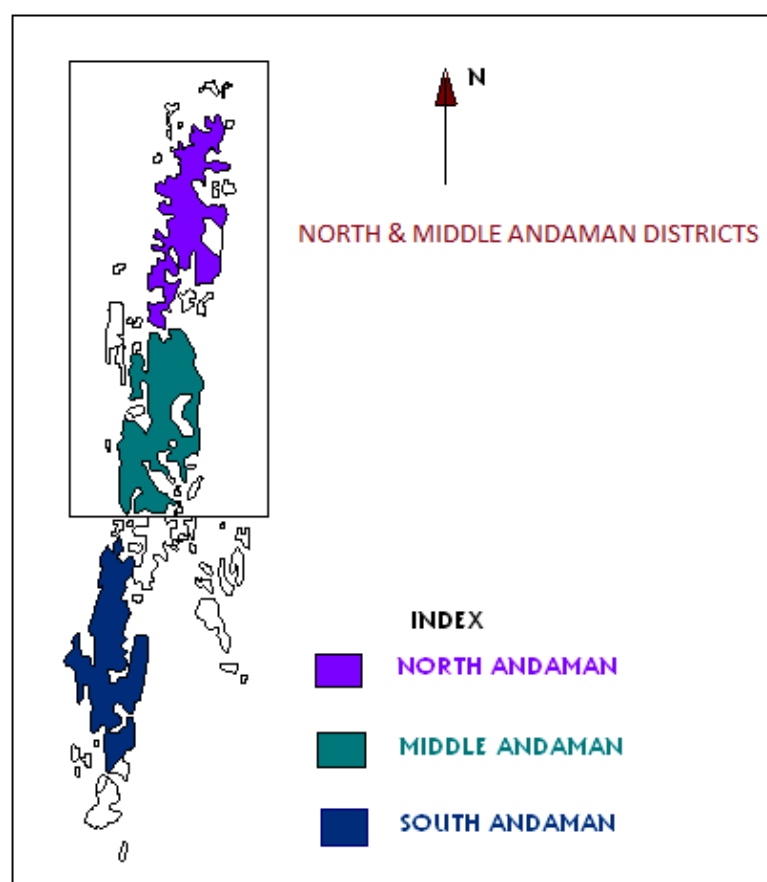 N
NORTH & MIDDLE ANDAMAN DISTRICTS
INDEX
NORTH ANDAMAN
MIDDLE ANDAMAN
SOUTH ANDAMAN